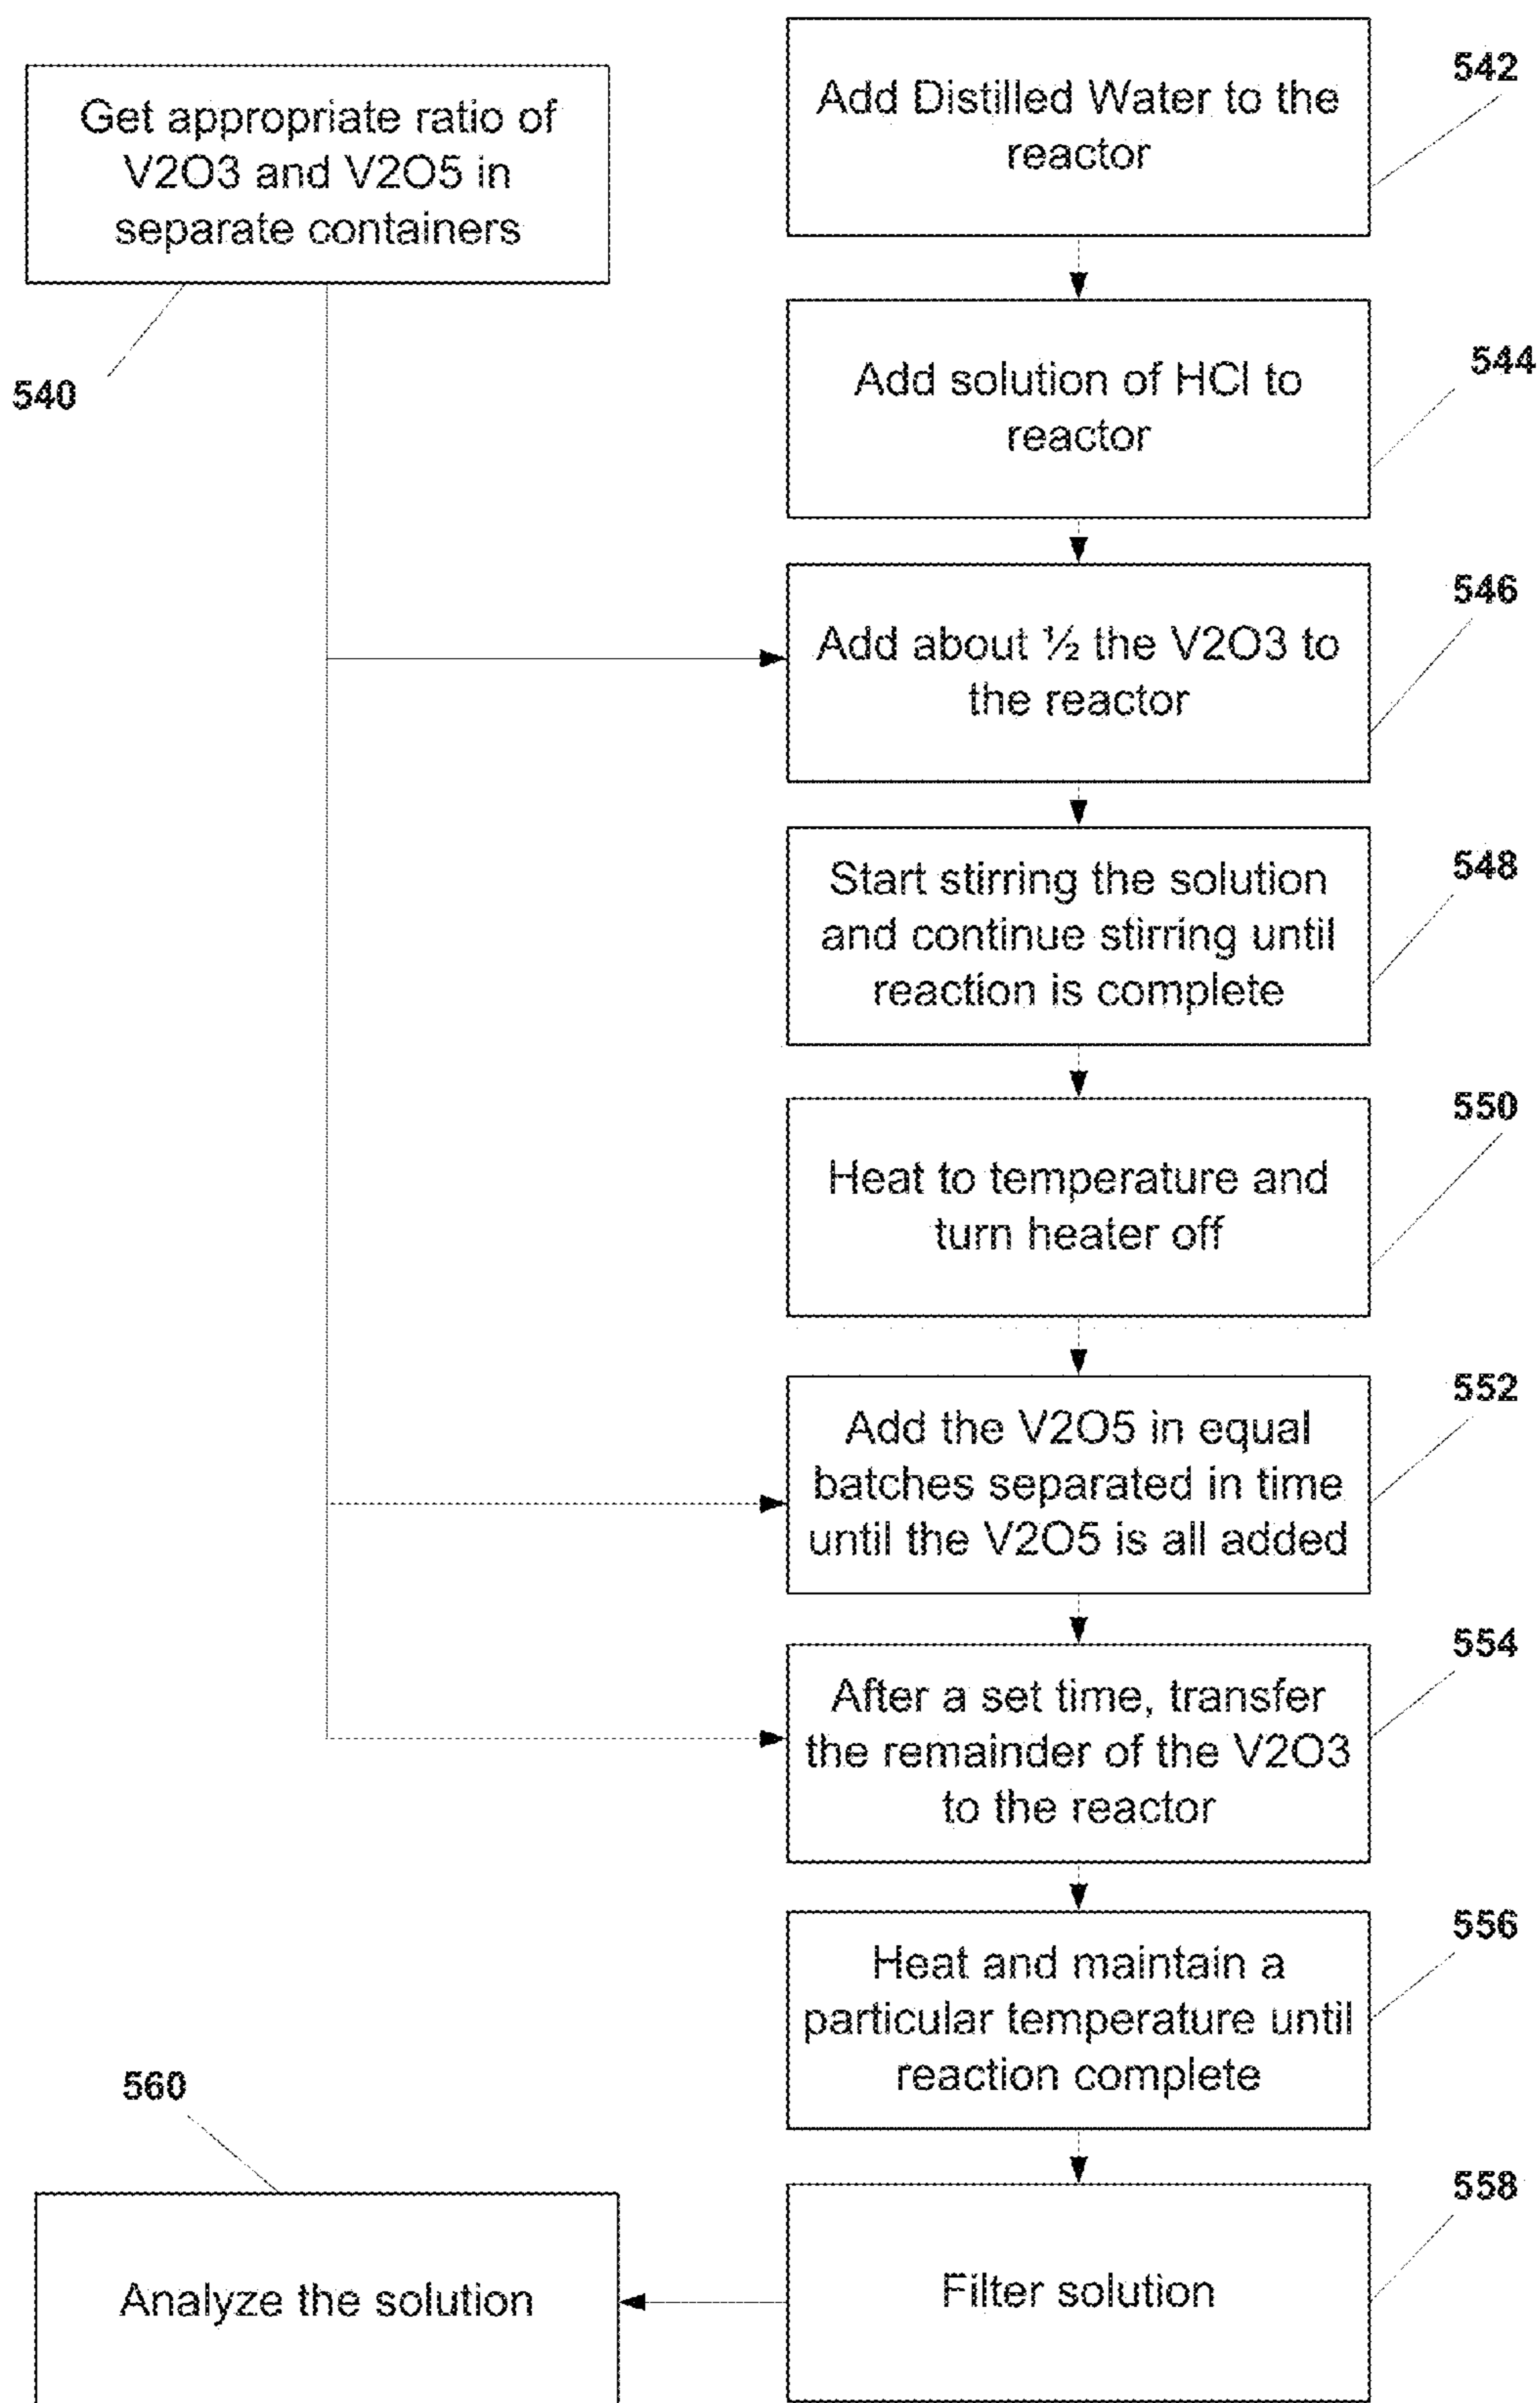 Get appropriate ratio of
V2O3 and V2O5 in
separate containers
540
Add Distilled Water to the
reactor
542
Add solution of HCl to
reactor
544
Add about ½ the V2O3 to
the reactor
546
Start stirring the solution
and continue stirring until
reaction is complete
548
Heat to temperature and
turn heater off
550
Add the V2O5 in equal
batches separated in time
until the V2O5 is all added
552
After a set time, transfer
the remainder of the V2O3
to the reactor
554
Heat and maintain a
particular temperature until
reaction complete
556
Filter solution
558
560
Analyze the solution